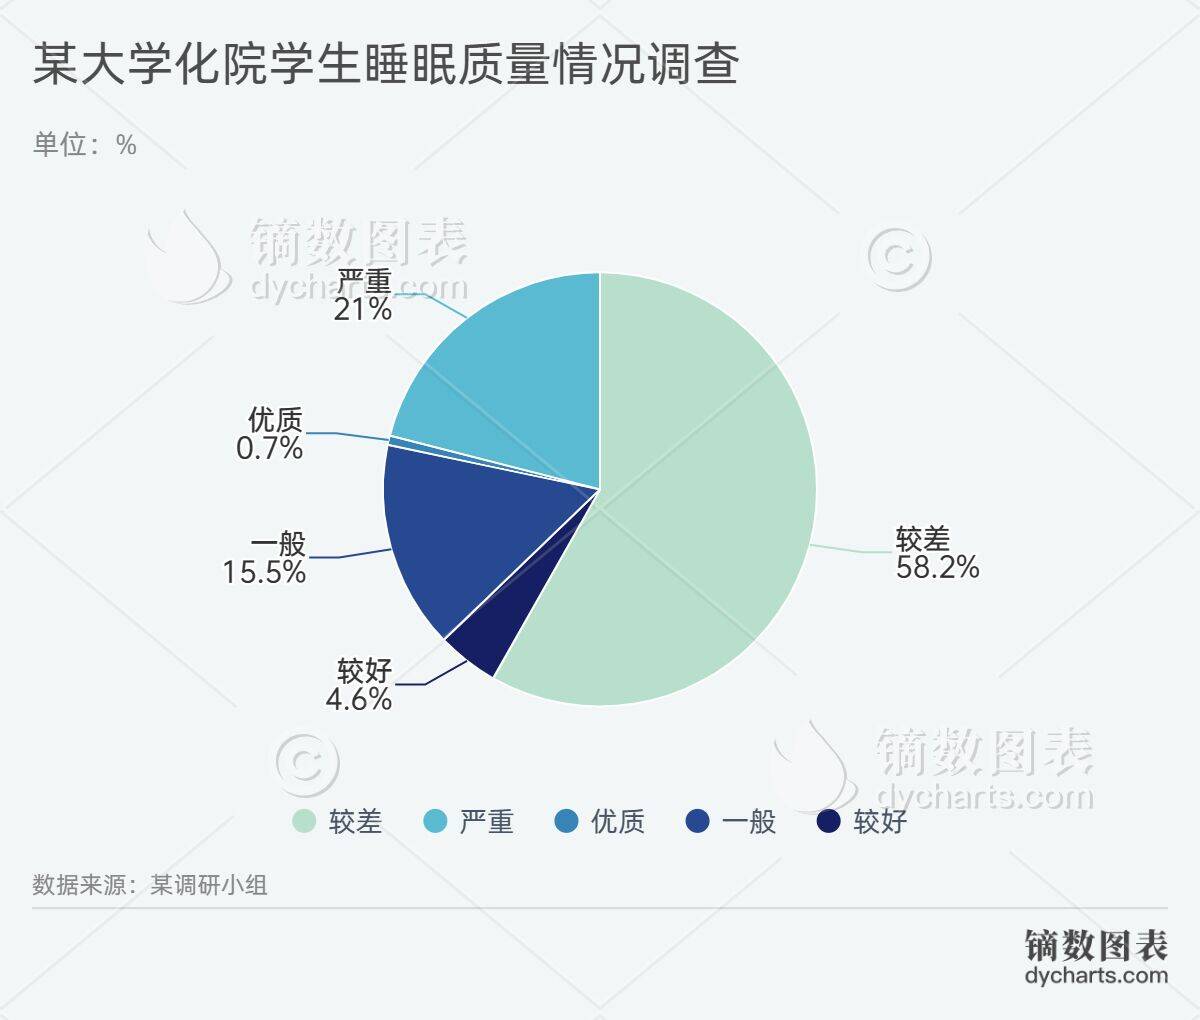 某大学化院学生睡眠质量情况调查
单位：%
镝数图表
dycharts.com
©
严重
21%
优质
0.7%
一般
15.5%
较好
4.6%
较差
58.2%
©
镝数图表
dycharts.com
较差 严重 优质 一般 较好
数据来源：某调研小组
镝数图表
dycharts.com